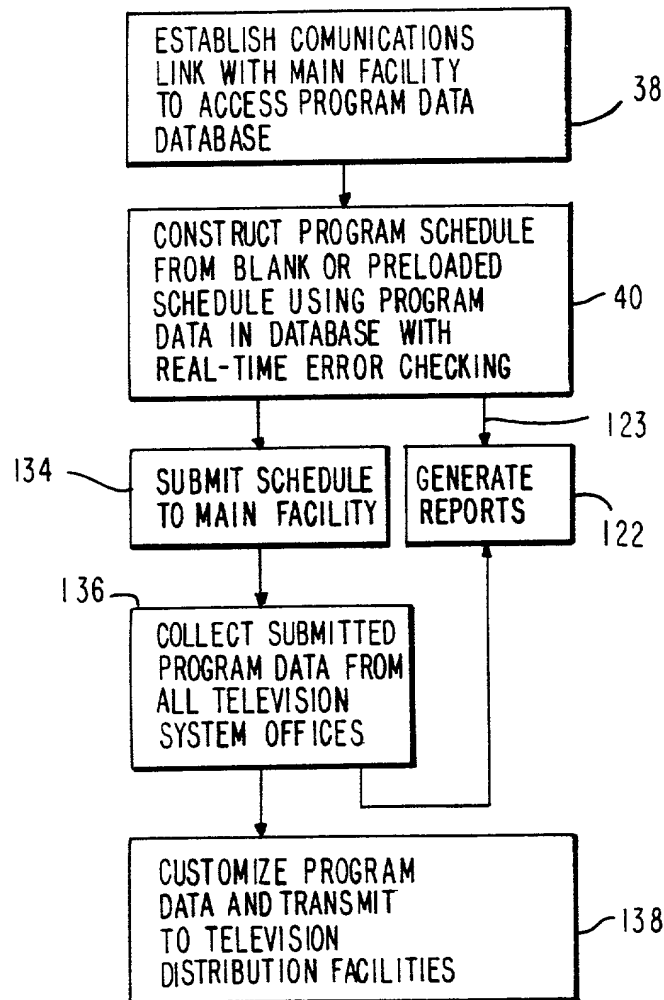 ESTABLISH COMUNICATIONS
LINK WITH MAIN FACILITY
TO ACCESS PROGRAM DATA
DATABASE
38
CONSTRUCT PROGRAM SCHEDULE
FROM BLANK OR PRELOADED
SCHEDULE USING PROGRAM
DATA IN DATABASE WITH
REAL-TIME ERROR CHECKING
40
123
134
SUBMIT SCHEDULE
TO MAIN FACILITY
GENERATE
REPORTS
122
136
COLLECT SUBMITTED
PROGRAM DATA FROM
ALL TELEVISION
SYSTEM OFFICES
CUSTOMIZE PROGRAM
DATA AND TRANSMIT
TO TELEVISION
DISTRIBUTION FACILITIES
138